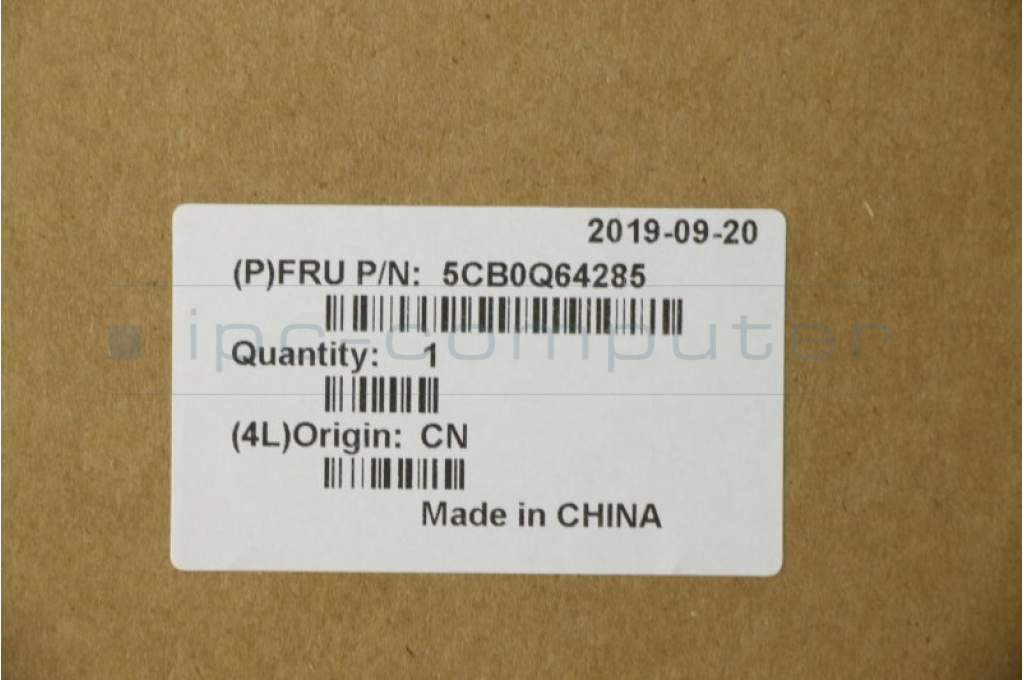 2019-09-20
(P)FRU P/N: 5CB0Q64285
ipc-computer
Quantity: 1
(4L)Origin: CN
Made in CHINA